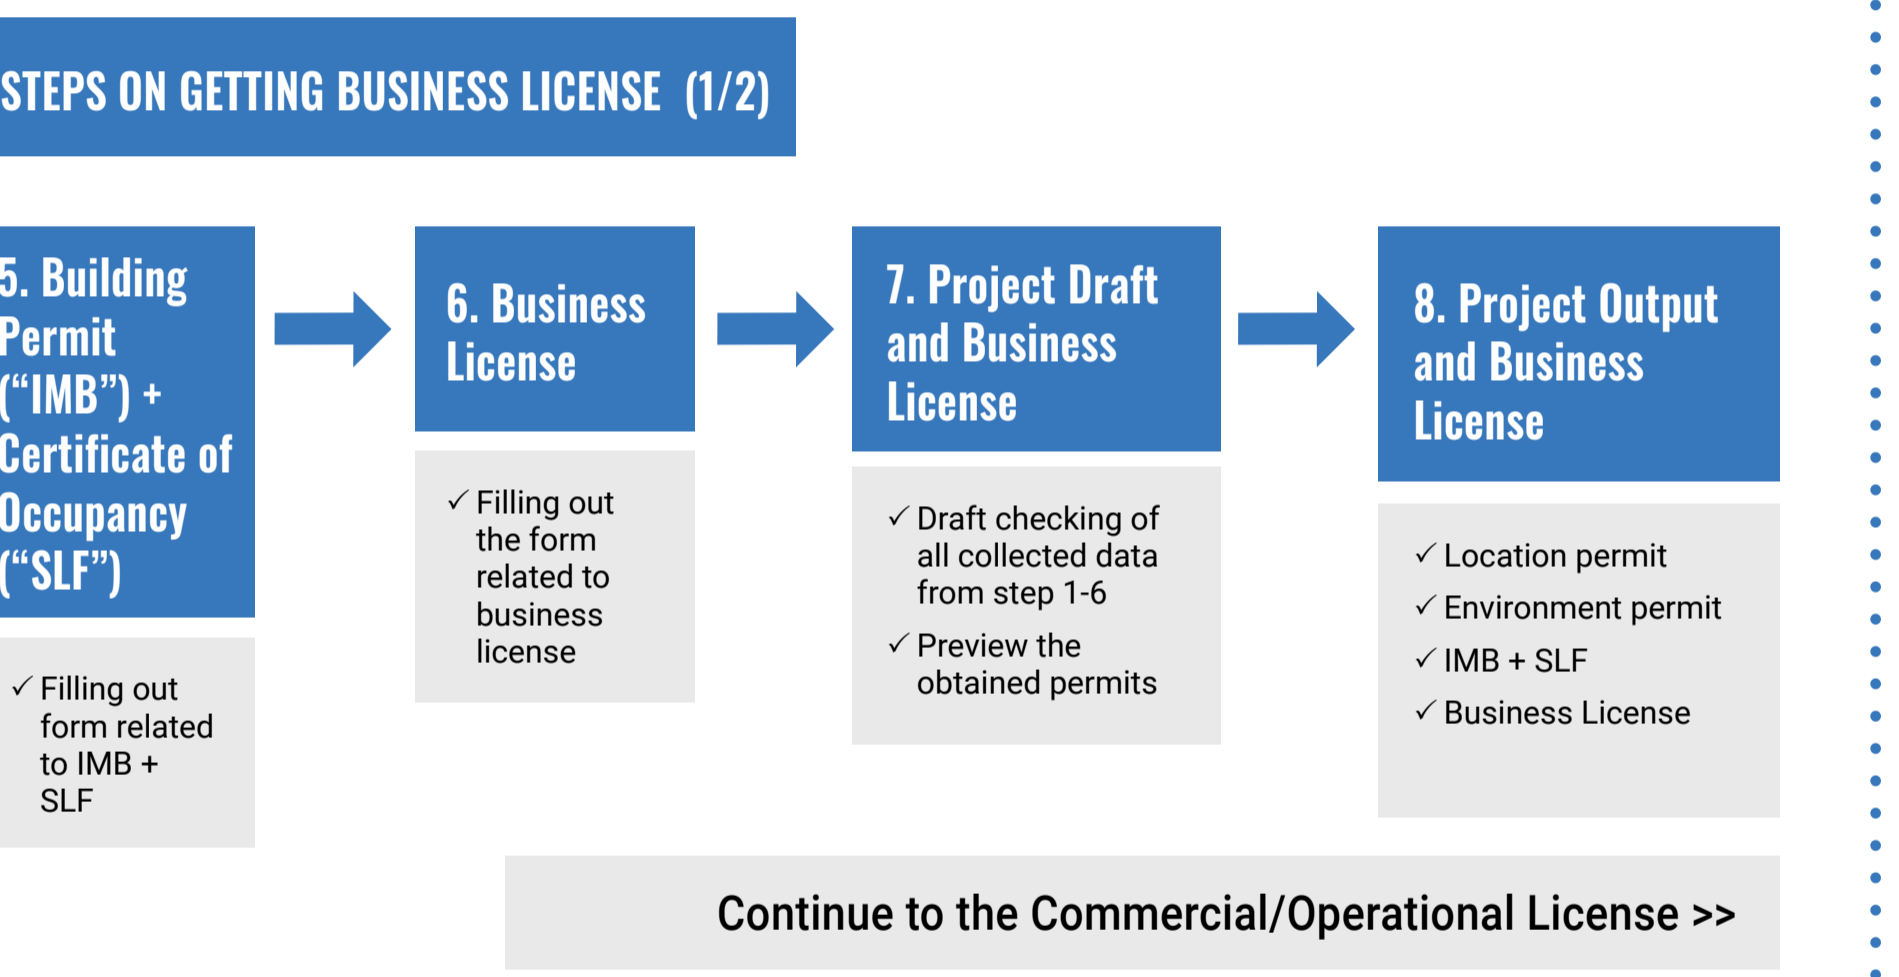 STEPS ON GETTING BUSINESS LICENSE (1/2)
5. Building
Permit
(“IMB”) +
Certificate of
Occupancy
(“SLF”)
✓ Filling out
form related
to IMB +
SLF
6. Business
License
✓ Filling out
the form
related to
business
license
7. Project Draft
and Business
License
✓ Draft checking of
all collected data
from step 1-6
✓ Preview the
obtained permits
8. Project Output
and Business
License
✓ Location permit
✓ Environment permit
✓ IMB + SLF
✓ Business License
Continue to the Commercial/Operational License >>